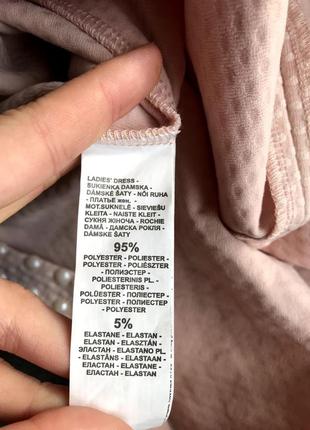 LADIES' DRESS -
SUKIENKA DAMSKA -
DÁMSKÉ ŠATY - NŐI RUHA
- ПЛАТЬЕ ЖЕН. -
MOT.SUKNELĖ - SIEVIEŠU
KLEITA - NAISTE KLEIT -
СУКНЯ ЖІНОЧА - ROCHIE
DAMĂ - ДАМСКА РОКЛЯ -
DÁMSKE ŠATY
95%
POLYESTER - POLIESTER -
POLYESTER - POLIÉSZTER
- ПОЛИЭСТЕР -
POLIESTERINIS PL. -
POLIESTERIS -
POLÜESTER - ПОЛІЕСТЕР -
POLIESTER - ПОЛИЕСТЕР -
POLYESTER
5%
ELASTANE - ELASTAN -
ELASTAN - ELASZTÁN -
ЭЛАСТАН - ELASTANO PL. -
ELASTĀNS - ELASTAAN -
ЕЛАСТАН - ELASTANE -
ЕЛАСТАН - ELASTAN